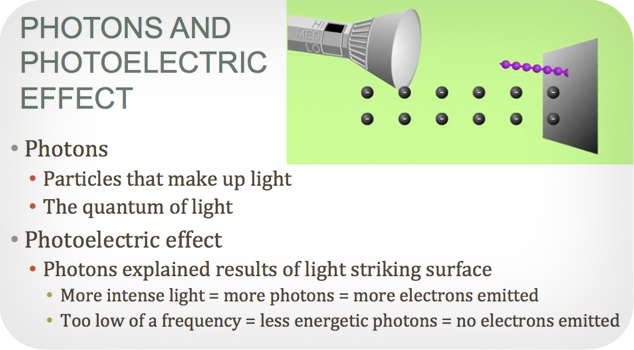 PHOTONS AND
PHOTOELECTRIC
EFFECT
HI
MED
LO
• Photons
• Particles that make up light
• The quantum of light
• Photoelectric effect
• Photons explained results of light striking surface
• More intense light = more photons = more electrons emitted
• Too low of a frequency = less energetic photons = no electrons emitted